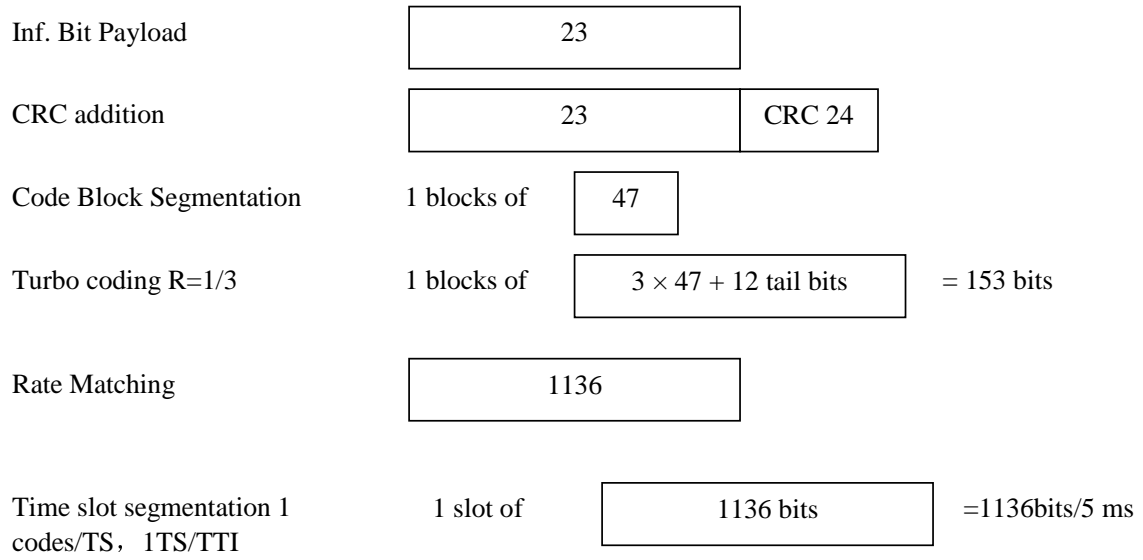 Inf. Bit Payload 23
CRC addition 23 CRC 24
Code Block Segmentation 1 blocks of 47
Turbo coding R=1/3 1 blocks of 3 × 47 + 12 tail bits = 153 bits
Rate Matching 1136
Time slot segmentation 1 1 slot of 1136 bits =1136bits/5 ms
codes/TS，1TS/TTI